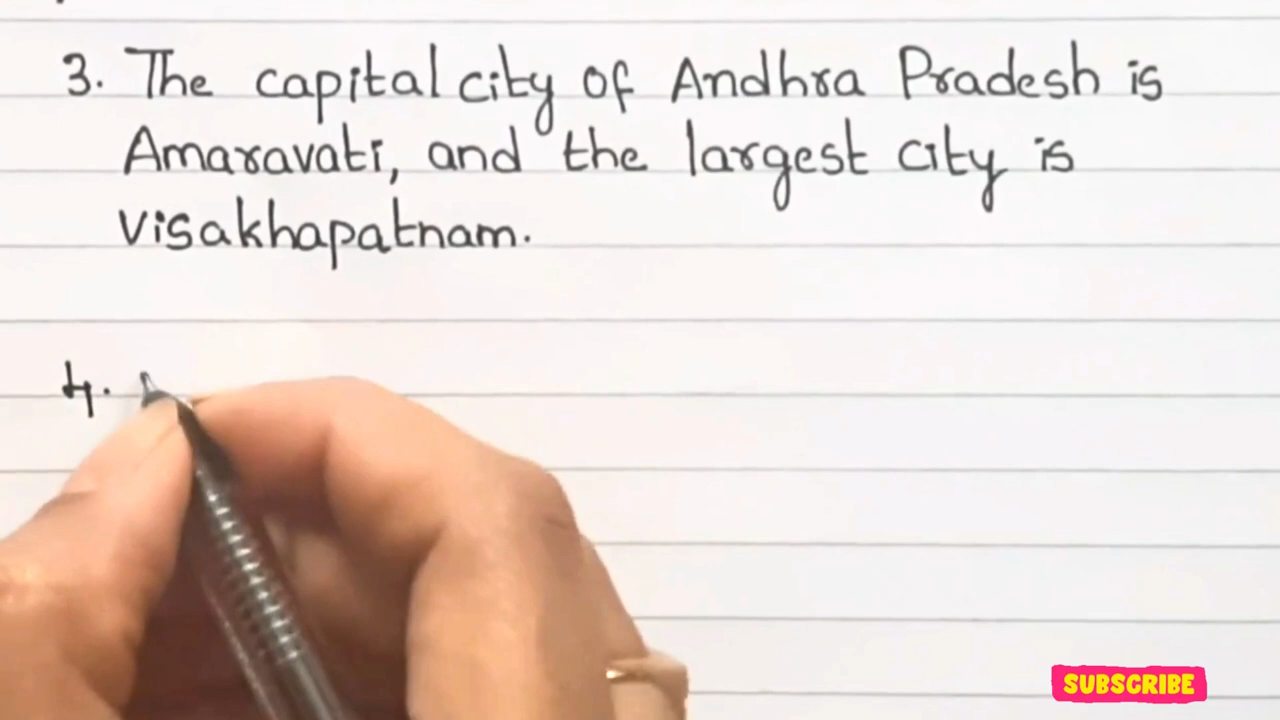 3. The capital city of Andhra Pradesh is
Amaravati, and the largest city is
visakhapatnam.
4.
SUBSCRIBE